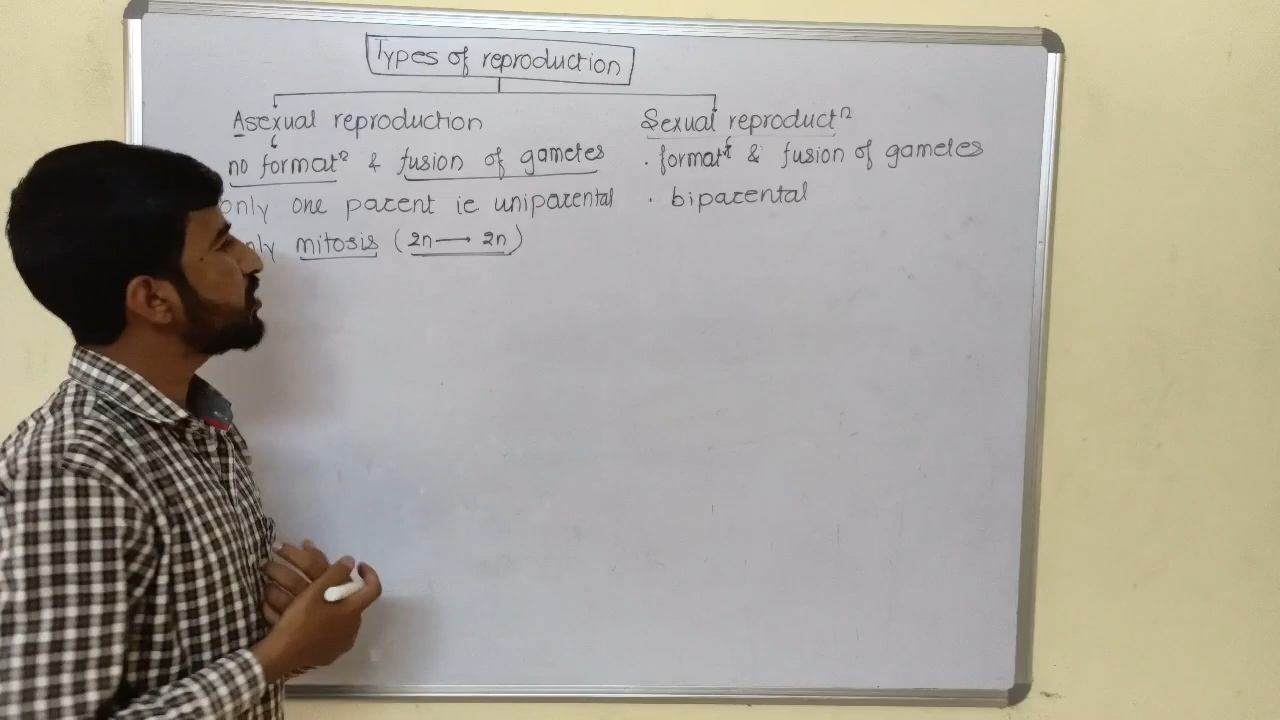 Types of reproduction
Asexual reproduction
no formatⁿ & fusion of gametes
only one parent ie uniparental
only mitosis (2n → 2n)
Sexual reproductⁿ
. formatⁿ & fusion of gametes
. biparental